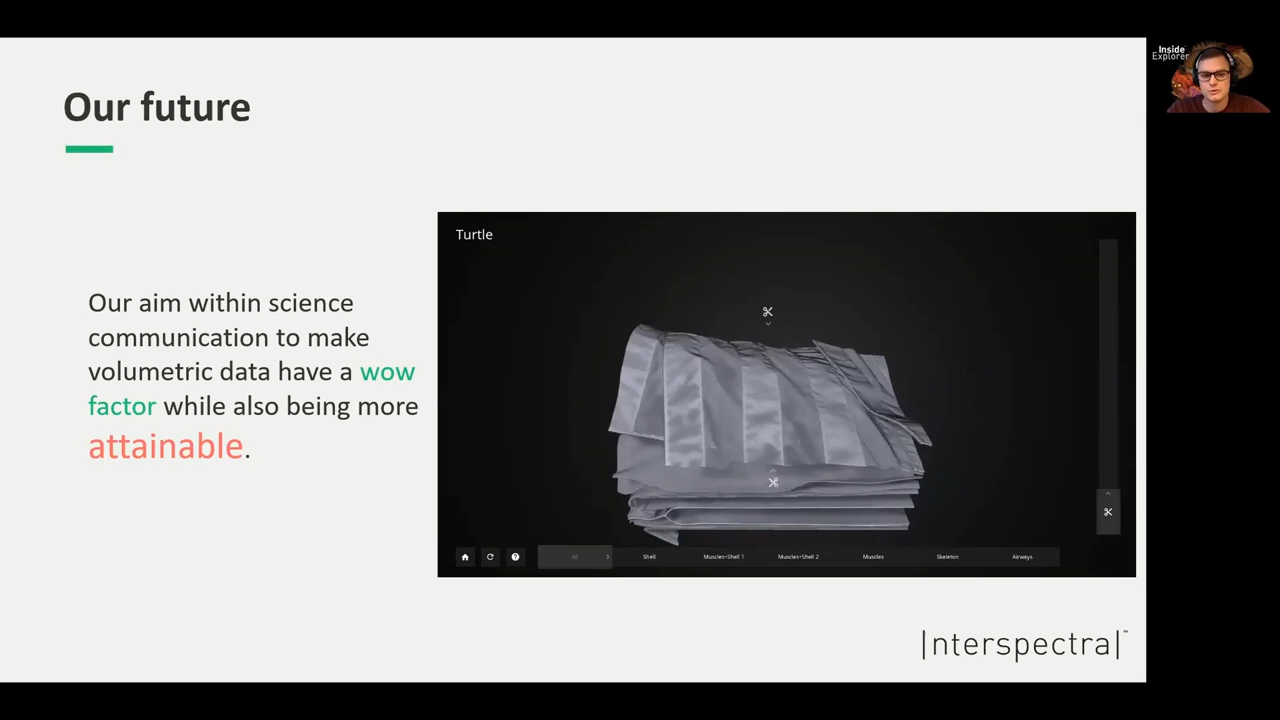 Our future
Inside
Explorer
Turtle
Our aim within science
communication to make
volumetric data have a wow
factor while also being more
attainable.
Shell
Muscles+Shell 1
Muscles+Shell 2
Muscles
Skeleton
Airways
|nterspectra|™